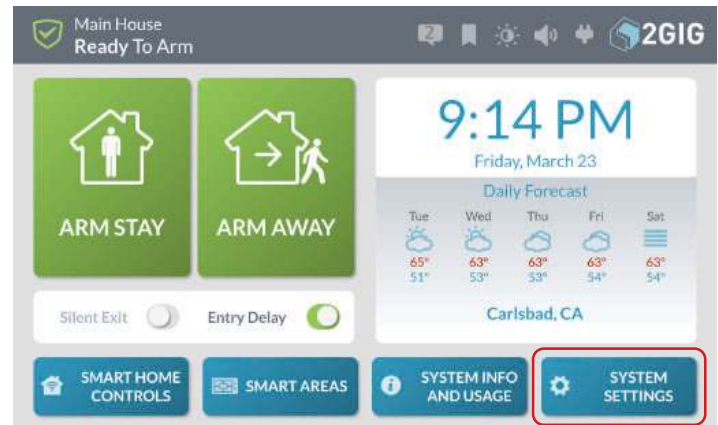 Main House
Ready To Arm
2
2GIG
ARM STAY
ARM AWAY
Silent Exit
Entry Delay
9:14 PM
Friday, March 23
Daily Forecast
Tue Wed Thu Fri Sat
65° 63° 63° 63° 63°
51° 53° 53° 54° 54°
Carlsbad, CA
SMART HOME
CONTROLS
SMART AREAS
SYSTEM INFO
AND USAGE
SYSTEM
SETTINGS